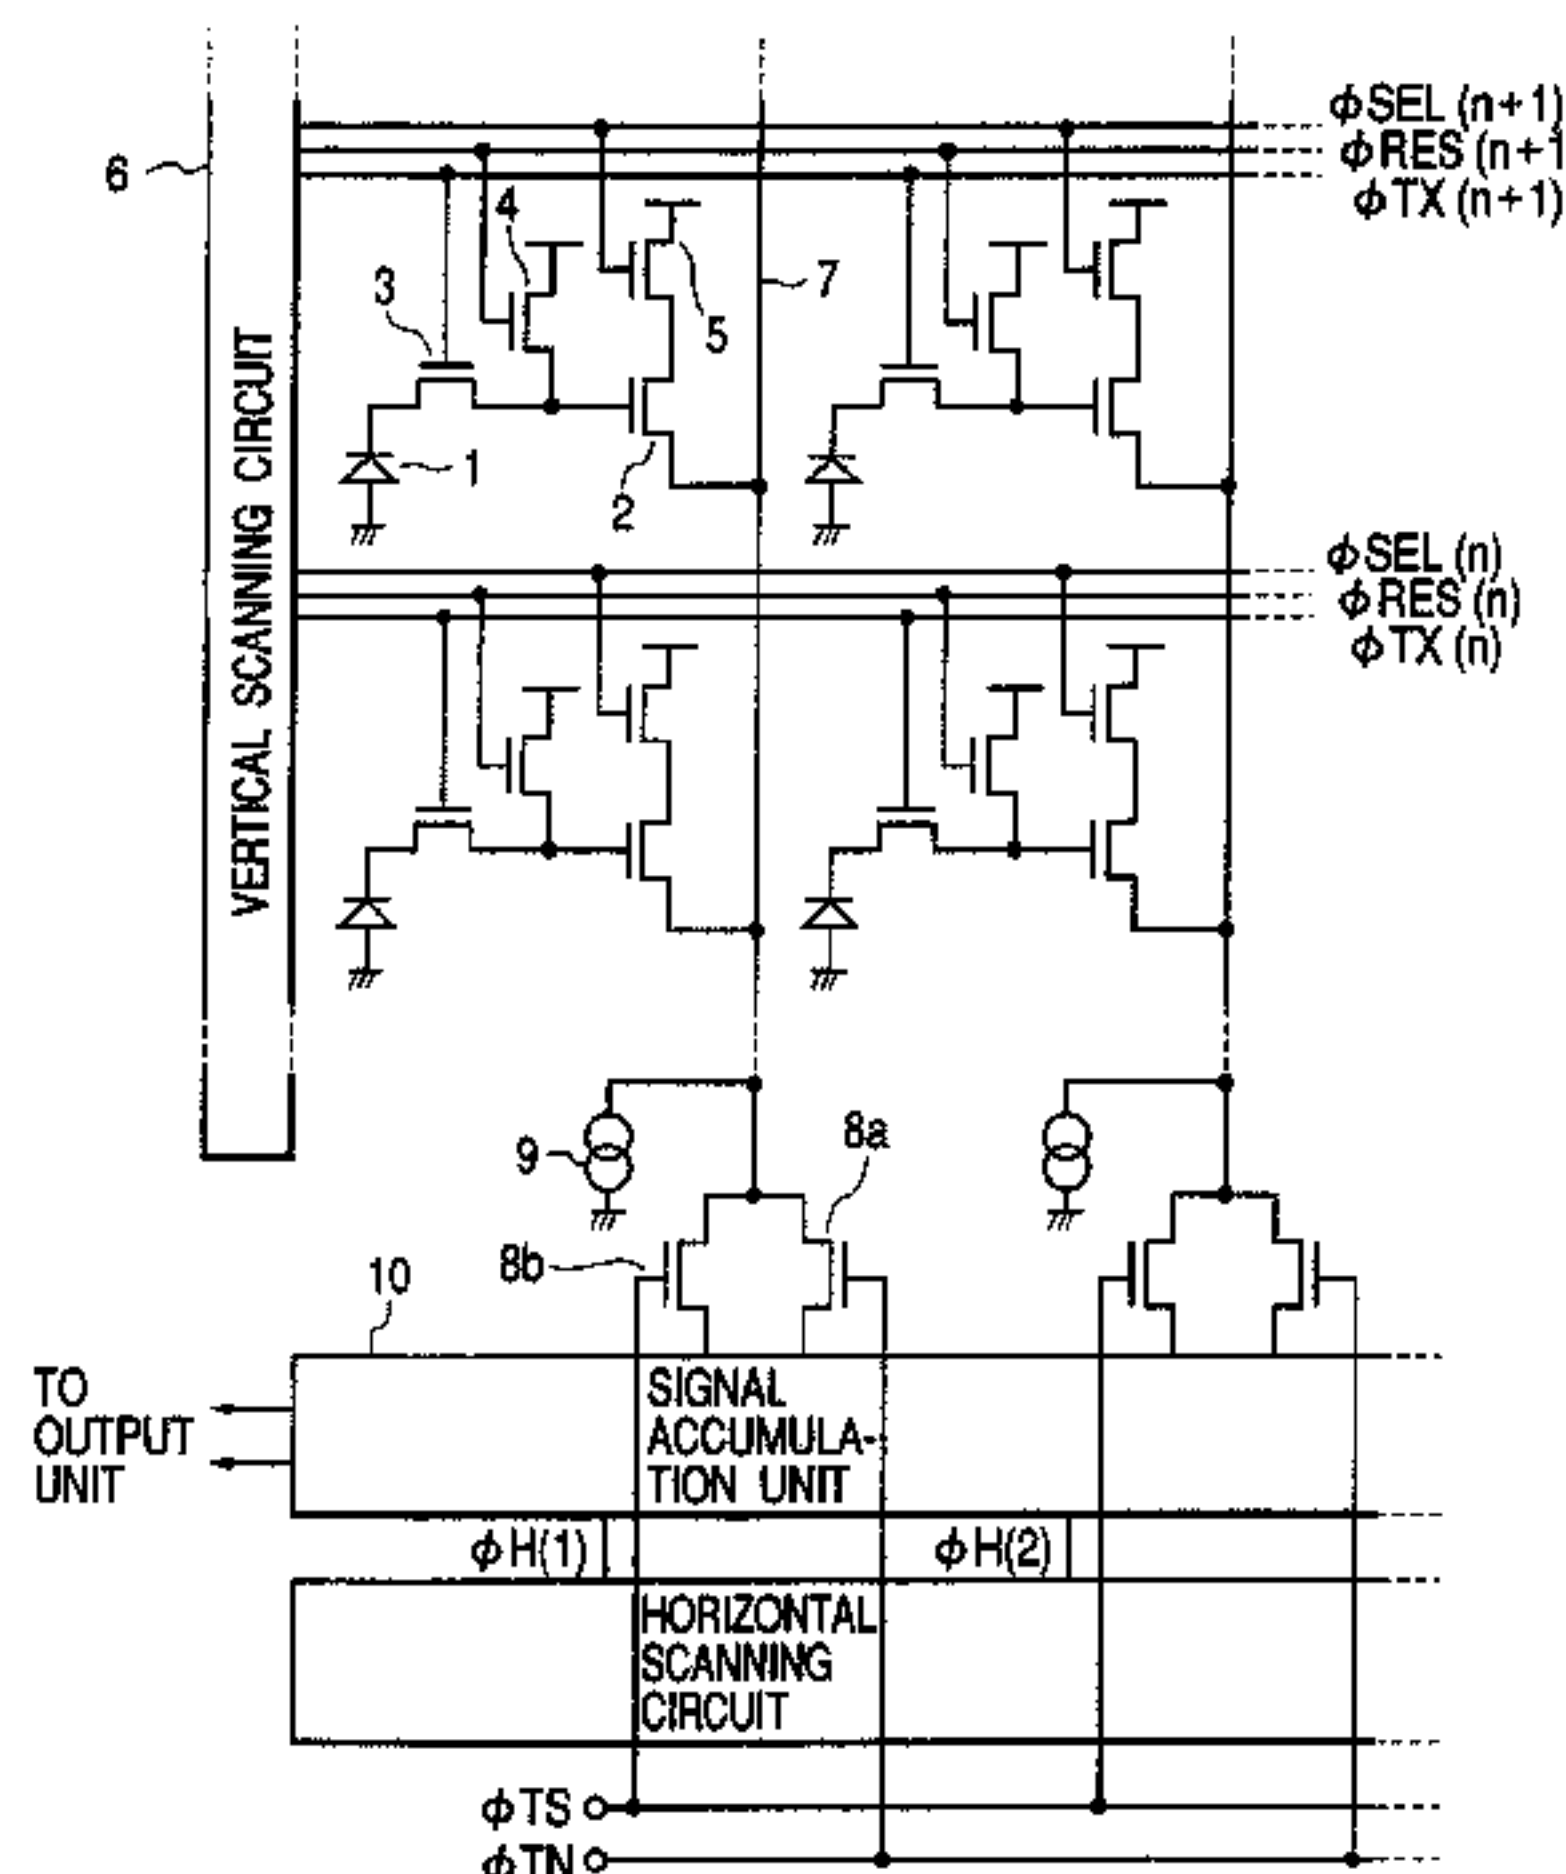 φSEL (n+1)
φRES (n+1
φTX (n+1)
6
4
3
7
5
1
2
VERTICAL SCANNING CIRCUIT
φSEL (n)
φRES (n)
φTX (n)
9
8a
8b
10
TO
OUTPUT
UNIT
SIGNAL
ACCUMULA-
TION UNIT
φH(1)
φH(2)
HORIZONTAL
SCANNING
CIRCUIT
φTS
φTN